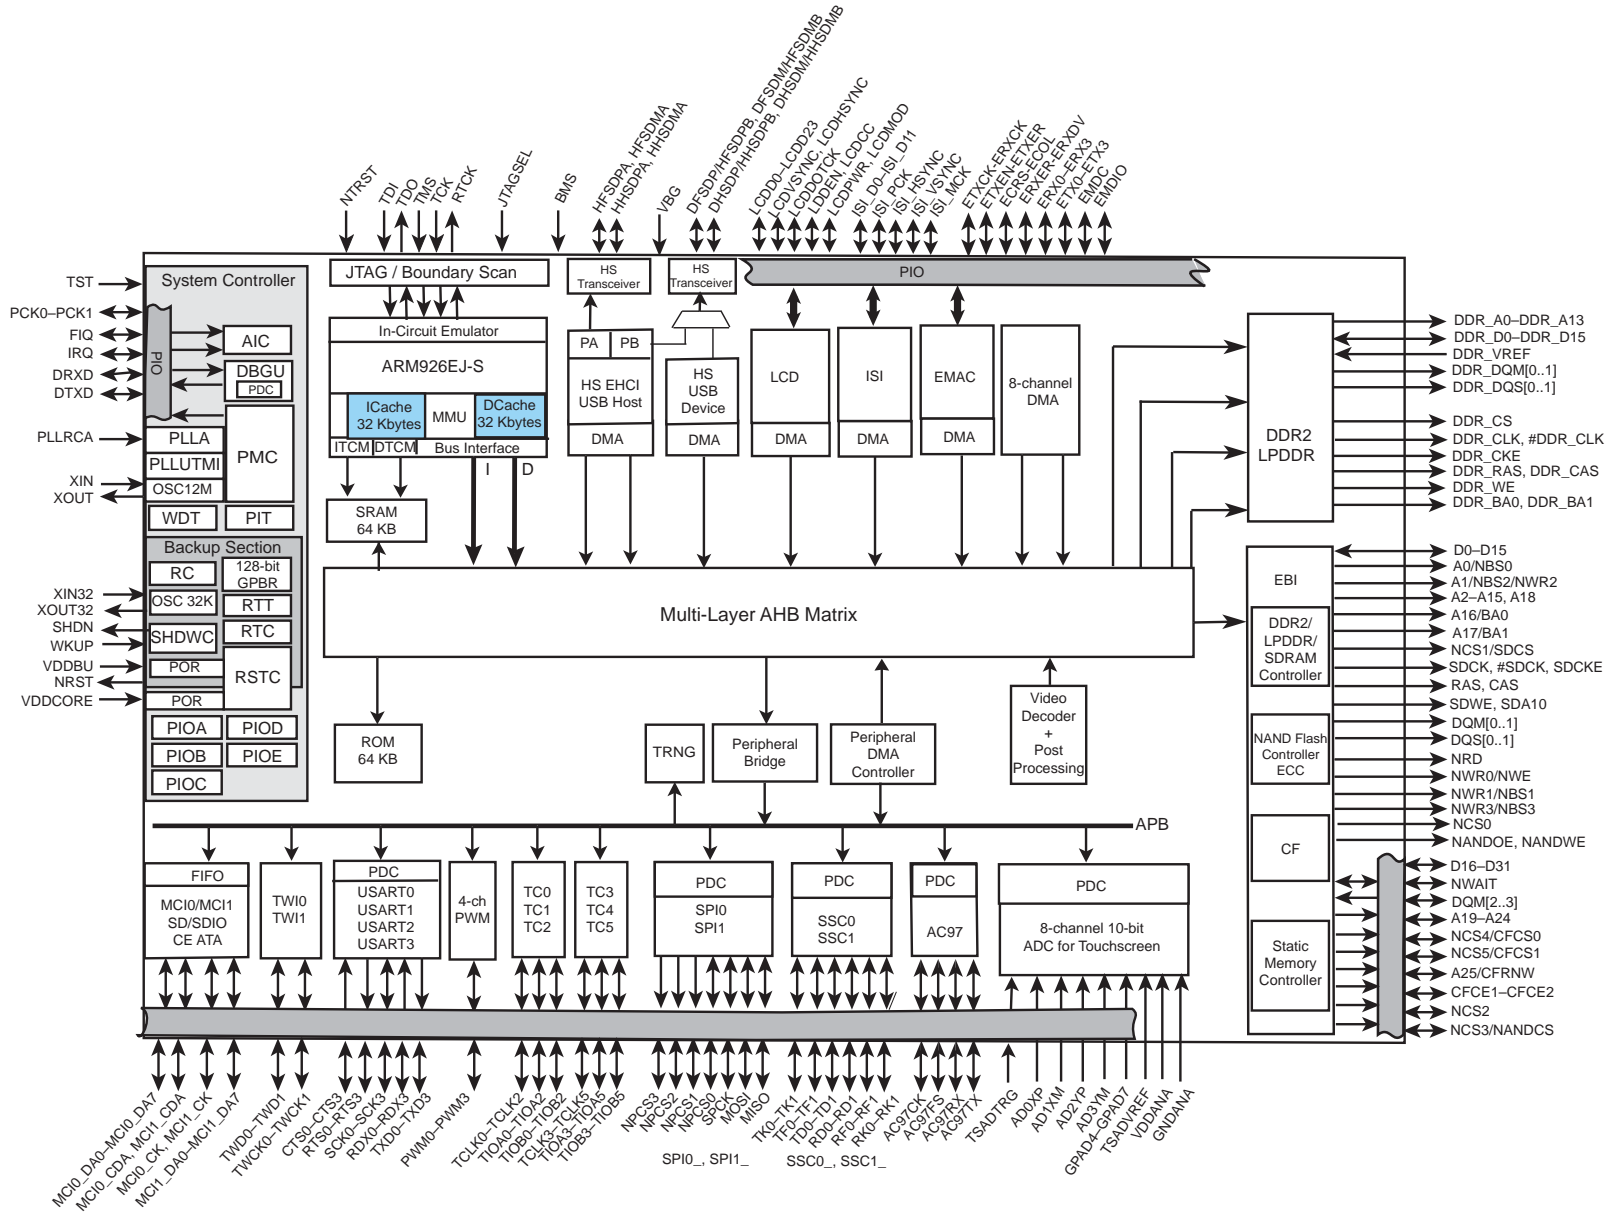 NTRST
TDI
TDO
TMS
TCK
RTCK
JTAGSEL
BMS
HFSDPA, HFSDMA
HHSDPA, HHSDMA
VBG
DFSDP/HFSDPB, DFSDM/HFSDMB
DHSDP/HHSDPB, DHSDM/HHSDMB
LCDD0–LCDD23
LCDVSYNC, LCDHSYNC
LCDDOTCK
LDDEN, LCDCC
LCDPWR, LCDMOD
ISI_D0–ISI_D11
ISI_PCK
ISI_HSYNC
ISI_VSYNC
ISI_MCK
ETXCK-ERXCK
ETXEN-ETXER
ECRS-ECOL
ERXER-ERXDV
ERX0–ERX3
ETX0–ETX3
EMDC
EMDIO
TST
PCK0–PCK1
FIQ
IRQ
DRXD
DTXD
PLLRCA
XIN
XOUT
XIN32
XOUT32
SHDN
WKUP
VDDBU
NRST
VDDCORE
System Controller
PIO
AIC
DBGU
PDC
PLLA
PLLUTMI
OSC12M
PMC
WDT
PIT
Backup Section
RC
128-bit
GPBR
OSC 32K
RTT
SHDWC
RTC
POR
RSTC
POR
PIOA
PIOD
PIOB
PIOE
PIOC
JTAG / Boundary Scan
In-Circuit Emulator
ARM926EJ-S
ICache
32 Kbytes
MMU
DCache
32 Kbytes
ITCM
DTCM
Bus Interface
I
D
SRAM
64 KB
HS
Transceiver
HS
Transceiver
PA
PB
HS EHCI
USB Host
DMA
HS
USB
Device
DMA
PIO
LCD
DMA
ISI
DMA
EMAC
DMA
8-channel
DMA
Multi-Layer AHB Matrix
DDR2
LPDDR
EBI
DDR2/
LPDDR/
SDRAM
Controller
NAND Flash
Controller
ECC
CF
Static
Memory
Controller
DDR_A0–DDR_A13
DDR_D0–DDR_D15
DDR_VREF
DDR_DQM[0..1]
DDR_DQS[0..1]
DDR_CS
DDR_CLK, #DDR_CLK
DDR_CKE
DDR_RAS, DDR_CAS
DDR_WE
DDR_BA0, DDR_BA1
D0–D15
A0/NBS0
A1/NBS2/NWR2
A2–A15, A18
A16/BA0
A17/BA1
NCS1/SDCS
SDCK, #SDCK, SDCKE
RAS, CAS
SDWE, SDA10
DQM[0..1]
DQS[0..1]
NRD
NWR0/NWE
NWR1/NBS1
NWR3/NBS3
NCS0
NANDOE, NANDWE
D16–D31
NWAIT
DQM[2..3]
A19–A24
NCS4/CFCS0
NCS5/CFCS1
A25/CFRNW
CFCE1–CFCE2
NCS2
NCS3/NANDCS
ROM
64 KB
TRNG
Peripheral
Bridge
Peripheral
DMA
Controller
Video
Decoder
+
Post
Processing
APB
FIFO
MCI0/MCI1
SD/SDIO
CE ATA
TWI0
TWI1
PDC
USART0
USART1
USART2
USART3
4-ch
PWM
TC0
TC1
TC2
TC3
TC4
TC5
PDC
SPI0
SPI1
PDC
SSC0
SSC1
PDC
AC97
PDC
8-channel 10-bit
ADC for Touchscreen
MCI0_DA0–MCI0_DA7
MCI0_CDA, MCI1_CDA
MCI0_CK, MCI1_CK
MCI1_DA0–MCI1_DA7
TWD0–TWD1
TWCK0–TWCK1
CTS0–CTS3
RTS0–RTS3
SCK0–SCK3
RDX0–RDX3
TXD0–TXD3
PWM0–PWM3
TCLK0–TCLK2
TIOA0–TIOA2
TIOB0–TIOB2
TCLK3–TCLK5
TIOA3–TIOA5
TIOB3–TIOB5
NPCS3
NPCS2
NPCS1
NPCS0
SPCK
MOSI
MISO
TK0–TK1
TF0–TF1
TD0–TD1
RD0–RD1
RF0–RF1
RK0–RK1
AC97CK
AC97FS
AC97RX
AC97TX
TSADTRG
AD0XP
AD1XM
AD2YP
AD3YM
GPAD4–GPAD7
TSADVREF
VDDANA
GNDANA
SPI0_, SPI1_
SSC0_, SSC1_